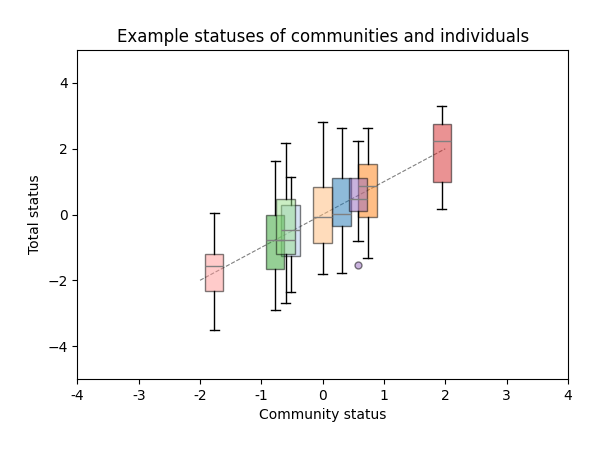 Example statuses of communities and individuals
Total status
4
2
0
−2
−4
-4 -3 -2 -1 0 1 2 3 4
Community status